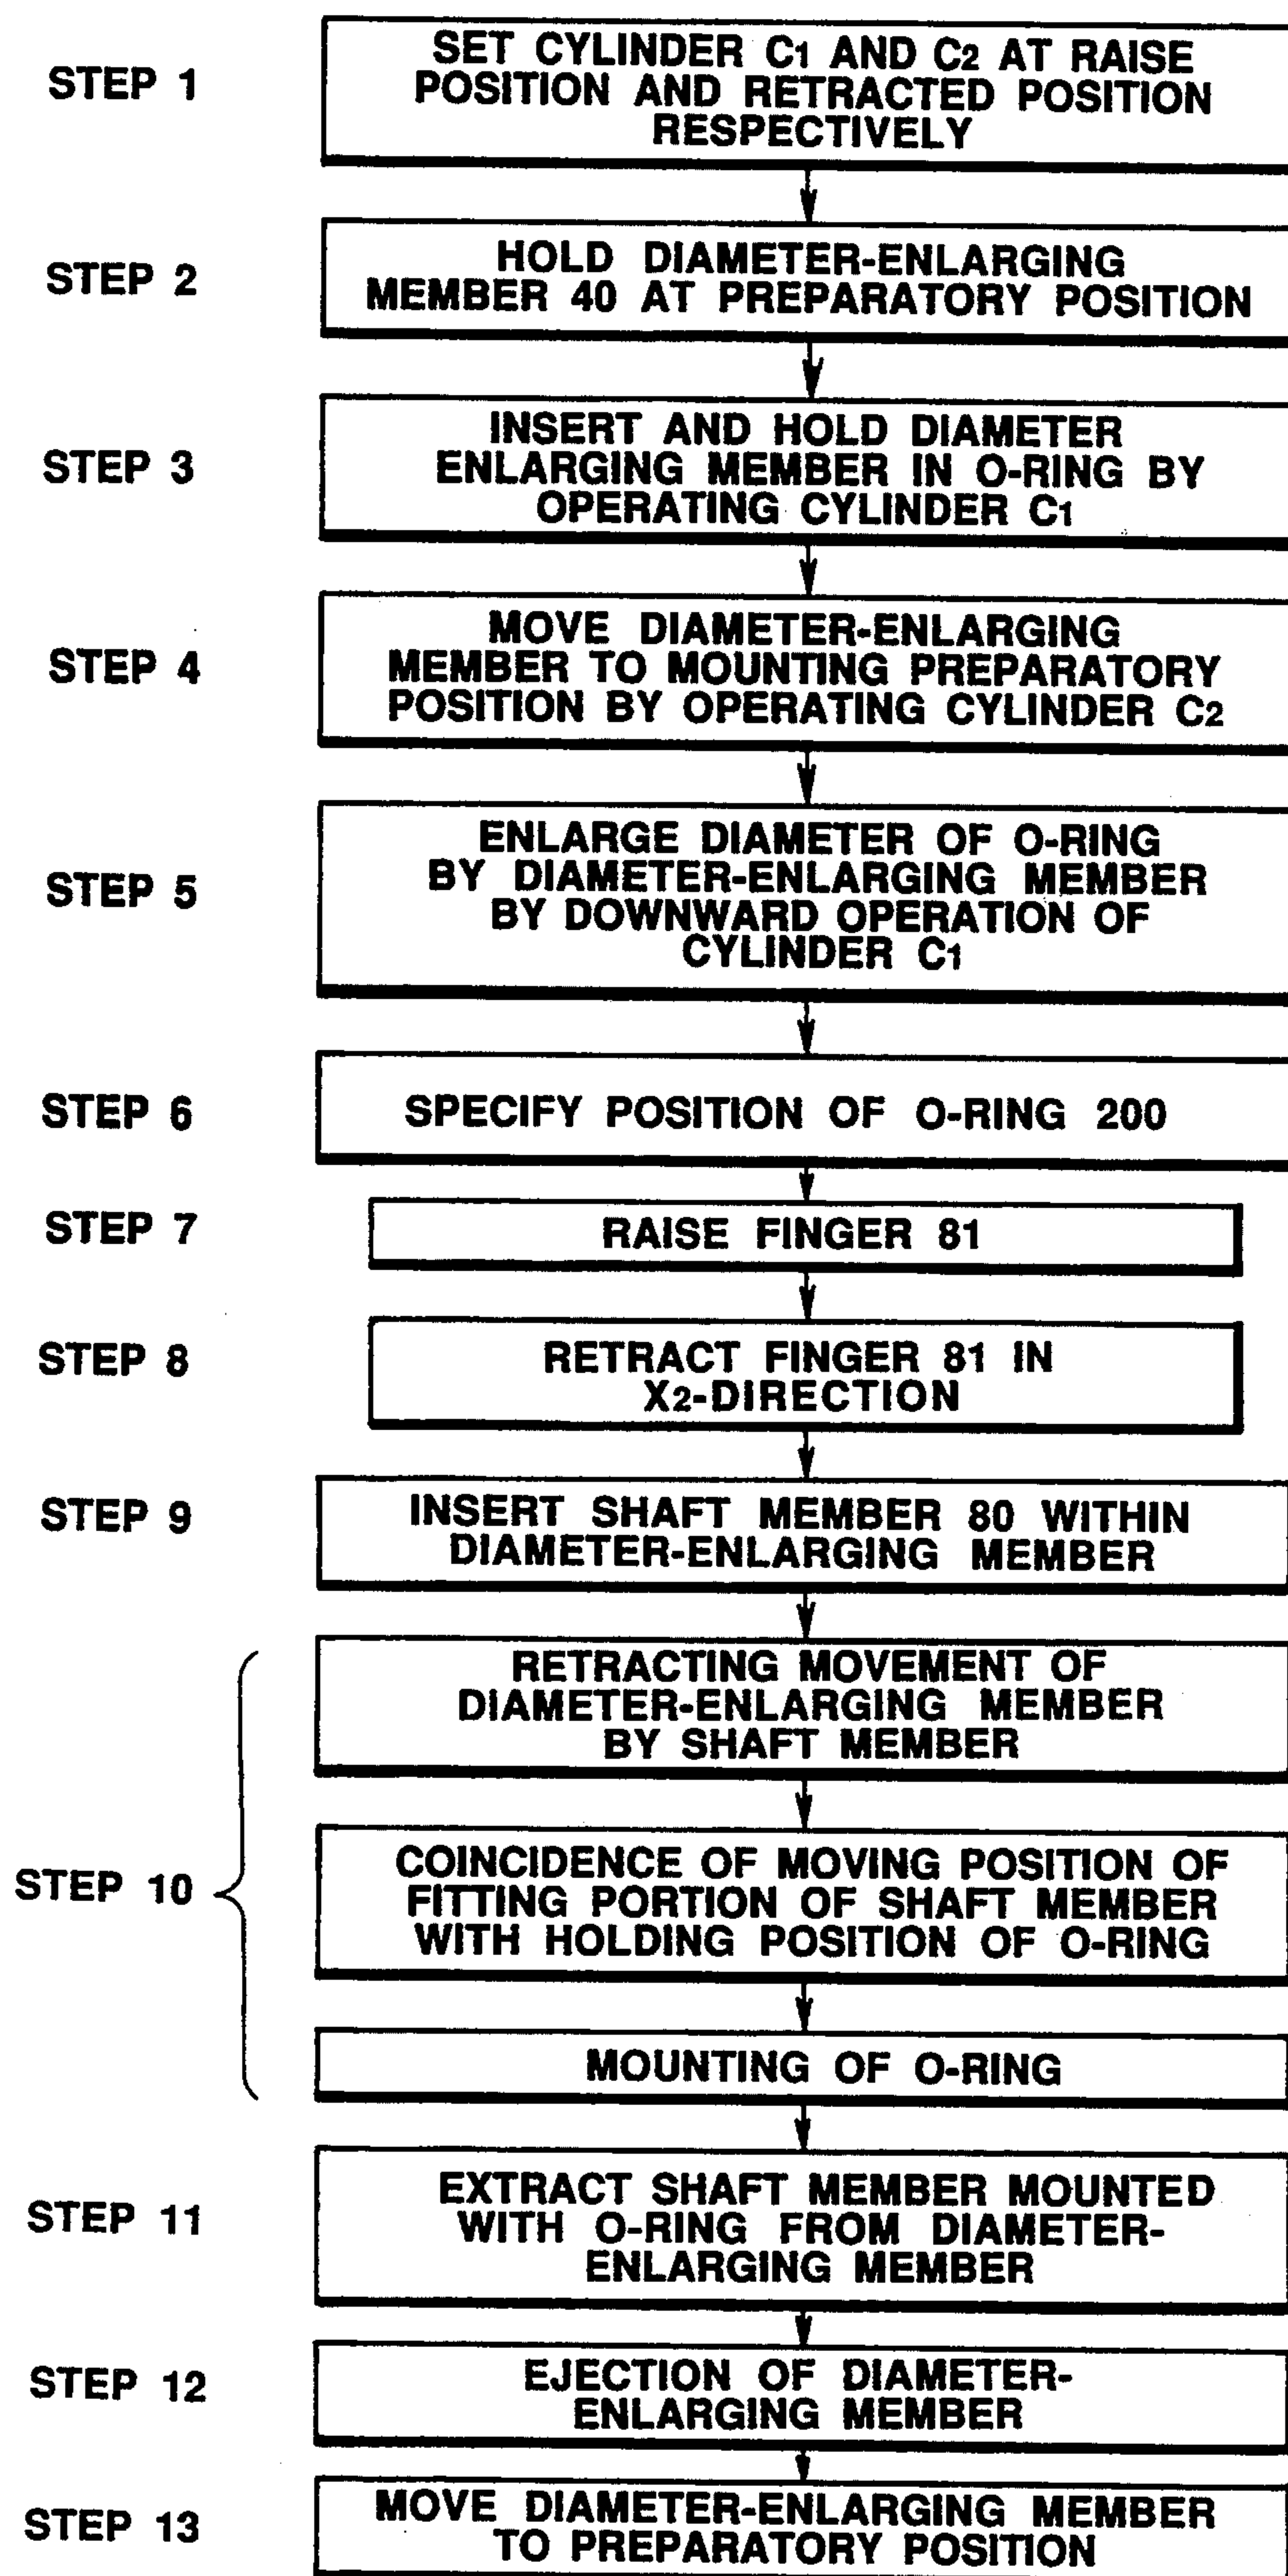 STEP 1
SET CYLINDER C1 AND C2 AT RAISE
POSITION AND RETRACTED POSITION
RESPECTIVELY
STEP 2
HOLD DIAMETER-ENLARGING
MEMBER 40 AT PREPARATORY POSITION
STEP 3
INSERT AND HOLD DIAMETER
ENLARGING MEMBER IN O-RING BY
OPERATING CYLINDER C1
STEP 4
MOVE DIAMETER-ENLARGING
MEMBER TO MOUNTING PREPARATORY
POSITION BY OPERATING CYLINDER C2
STEP 5
ENLARGE DIAMETER OF O-RING
BY DIAMETER-ENLARGING MEMBER
BY DOWNWARD OPERATION OF
CYLINDER C1
STEP 6
SPECIFY POSITION OF O-RING 200
STEP 7
RAISE FINGER 81
STEP 8
RETRACT FINGER 81 IN
X2-DIRECTION
STEP 9
INSERT SHAFT MEMBER 80 WITHIN
DIAMETER-ENLARGING MEMBER
STEP 10
RETRACTING MOVEMENT OF
DIAMETER-ENLARGING MEMBER
BY SHAFT MEMBER
COINCIDENCE OF MOVING POSITION OF
FITTING PORTION OF SHAFT MEMBER
WITH HOLDING POSITION OF O-RING
MOUNTING OF O-RING
STEP 11
EXTRACT SHAFT MEMBER MOUNTED
WITH O-RING FROM DIAMETER-
ENLARGING MEMBER
STEP 12
EJECTION OF DIAMETER-
ENLARGING MEMBER
STEP 13
MOVE DIAMETER-ENLARGING MEMBER
TO PREPARATORY POSITION